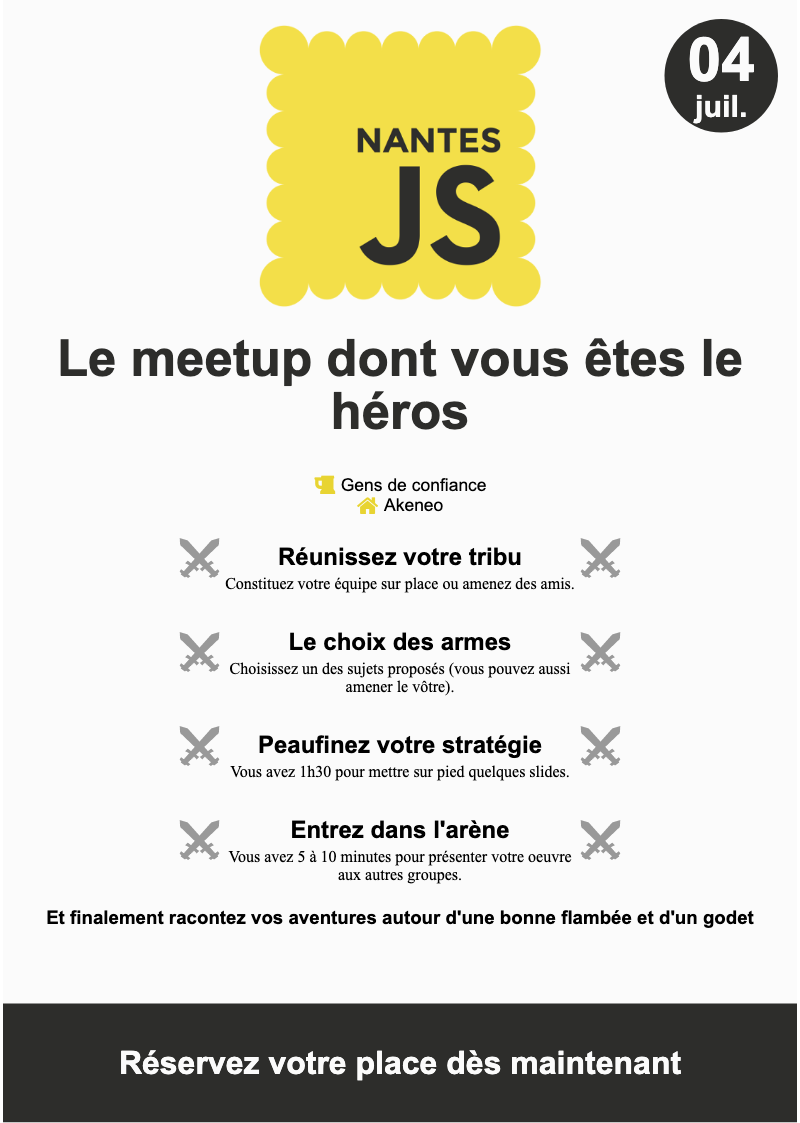 04
juil.
NANTES
JS
Le meetup dont vous êtes le
héros
Gens de confiance
Akeneo
Réunissez votre tribu
Constituez votre équipe sur place ou amenez des amis.
Le choix des armes
Choisissez un des sujets proposés (vous pouvez aussi
amener le vôtre).
Peaufinez votre stratégie
Vous avez 1h30 pour mettre sur pied quelques slides.
Entrez dans l'arène
Vous avez 5 à 10 minutes pour présenter votre oeuvre
aux autres groupes.
Et finalement racontez vos aventures autour d'une bonne flambée et d'un godet
Réservez votre place dès maintenant